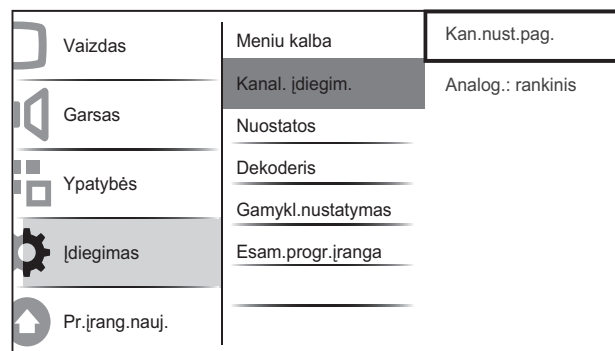 Vaizdas
Garsas
Ypatybės
Įdiegimas
Pr.įrang.nauj.
Meniu kalba
Kanal. įdiegim.
Nuostatos
Dekoderis
Gamykl.nustatymas
Esam.progr.įranga
Kan.nust.pag.
Analog.: rankinis